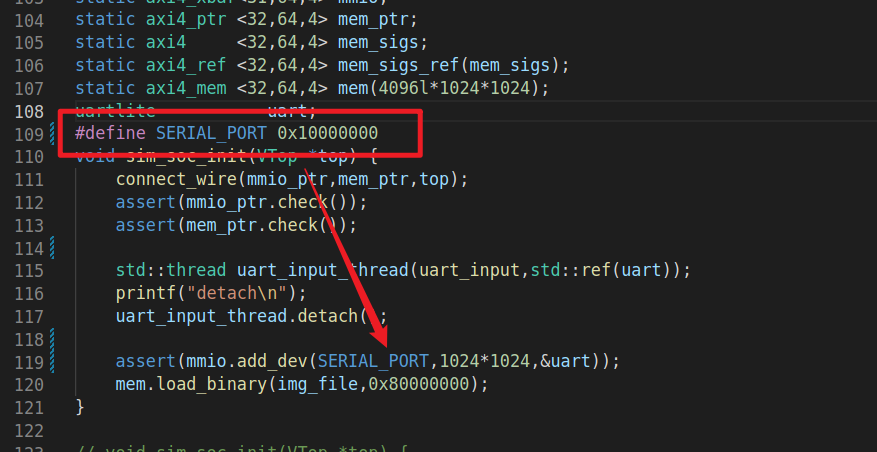 103 static axi4_xbar<31,64,4> mmio;
104 static axi4_ptr <32,64,4> mem_ptr;
105 static axi4     <32,64,4> mem_sigs;
106 static axi4_ref <32,64,4> mem_sigs_ref(mem_sigs);
107 static axi4_mem <32,64,4> mem(4096l*1024*1024);
108 uartlite           uart;
109 #define SERIAL_PORT 0x10000000
110 void sim_soc_init(VTop *top) {
111     connect_wire(mmio_ptr,mem_ptr,top);
112     assert(mmio_ptr.check());
113     assert(mem_ptr.check());
114
115     std::thread uart_input_thread(uart_input,std::ref(uart));
116     printf("detach\n");
117     uart_input_thread.detach();
118
119     assert(mmio.add_dev(SERIAL_PORT,1024*1024,&uart));
120     mem.load_binary(img_file,0x80000000);
121 }
122
123 // void sim_soc_init(VTop *top) {